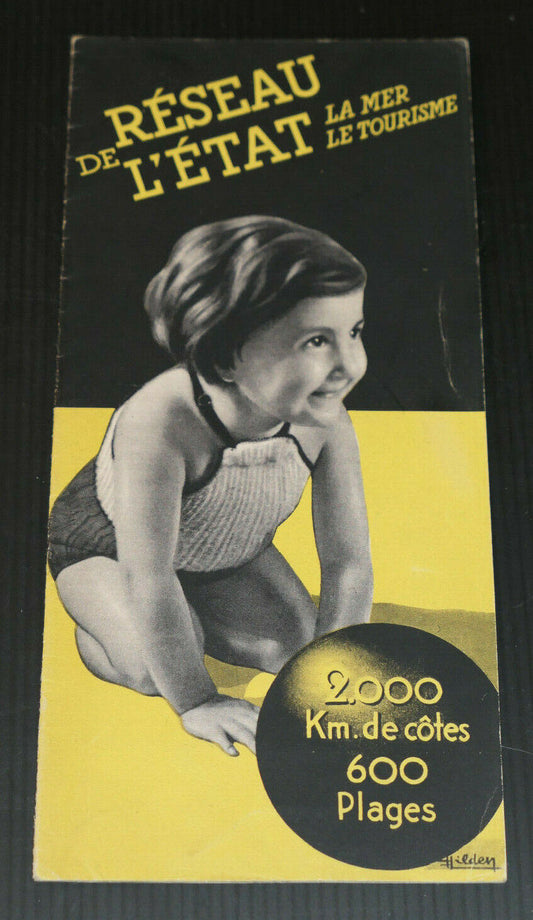 RÉSEAU
DE L'ÉTAT
LA MER
LE TOURISME
2.000
Km. de côtes
600
Plages
Hilden